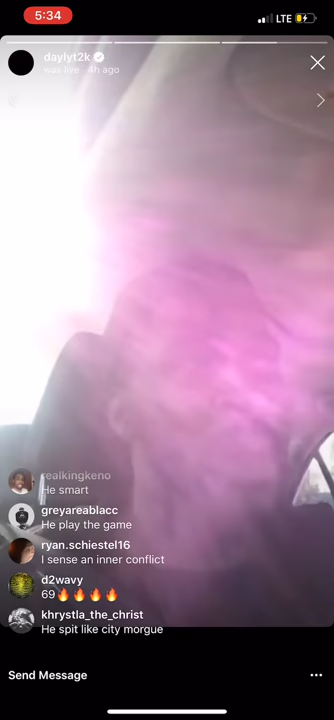 5:34
LTE
daylyt2k
was live 4h ago
realkingkeno
He smart
greyareablacc
He play the game
ryan.schiestel16
I sense an inner conflict
d2wavy
69🔥🔥🔥🔥
khrystla_the_christ
He spit like city morgue
Send Message